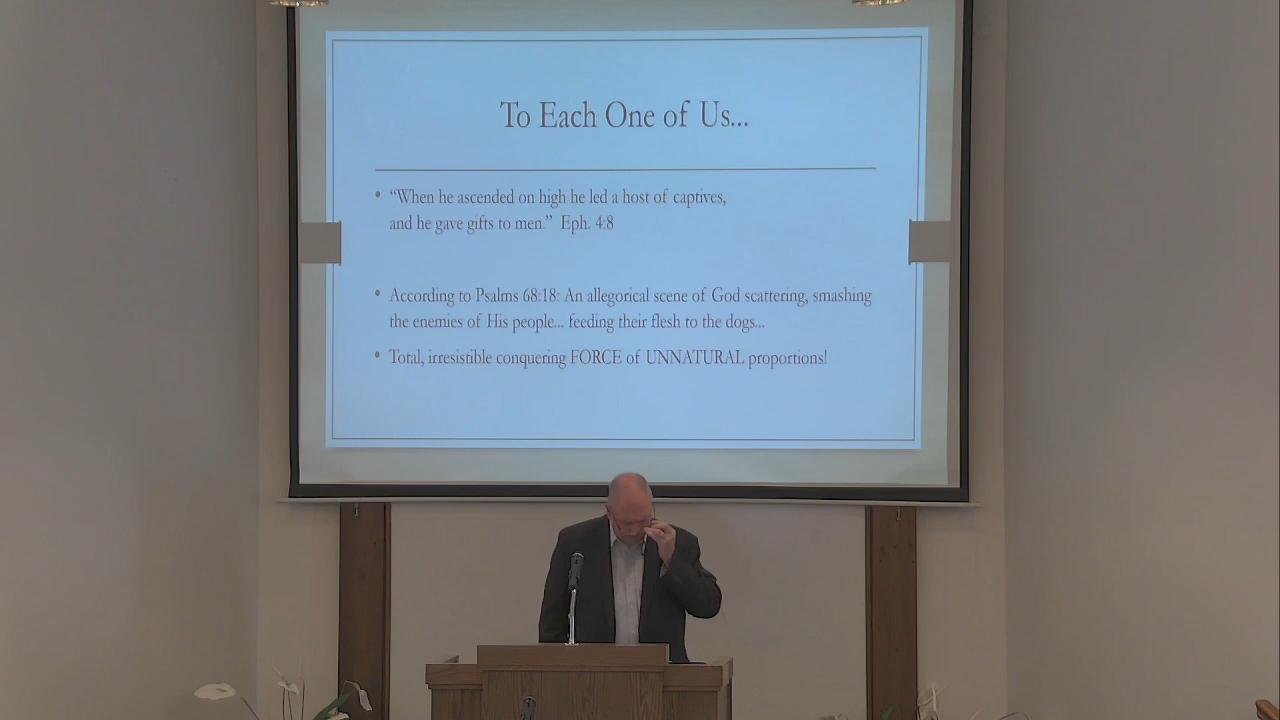 To Each One of Us...
• “When he ascended on high he led a host of captives,
and he gave gifts to men.” Eph. 4:8
• According to Psalms 68:18: An allegorical scene of God scattering, smashing
the enemies of His people... feeding their flesh to the dogs...
• Total, irresistible conquering FORCE of UNNATURAL proportions!